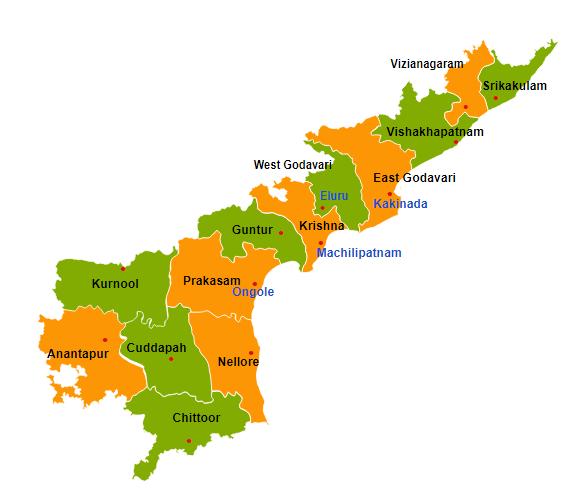 Vizianagaram
Srikakulam
Vishakhapatnam
West Godavari
East Godavari
Eluru
Kakinada
Krishna
Guntur
Machilipatnam
Prakasam
Kurnool
Ongole
Anantapur
Cuddapah
Nellore
Chittoor